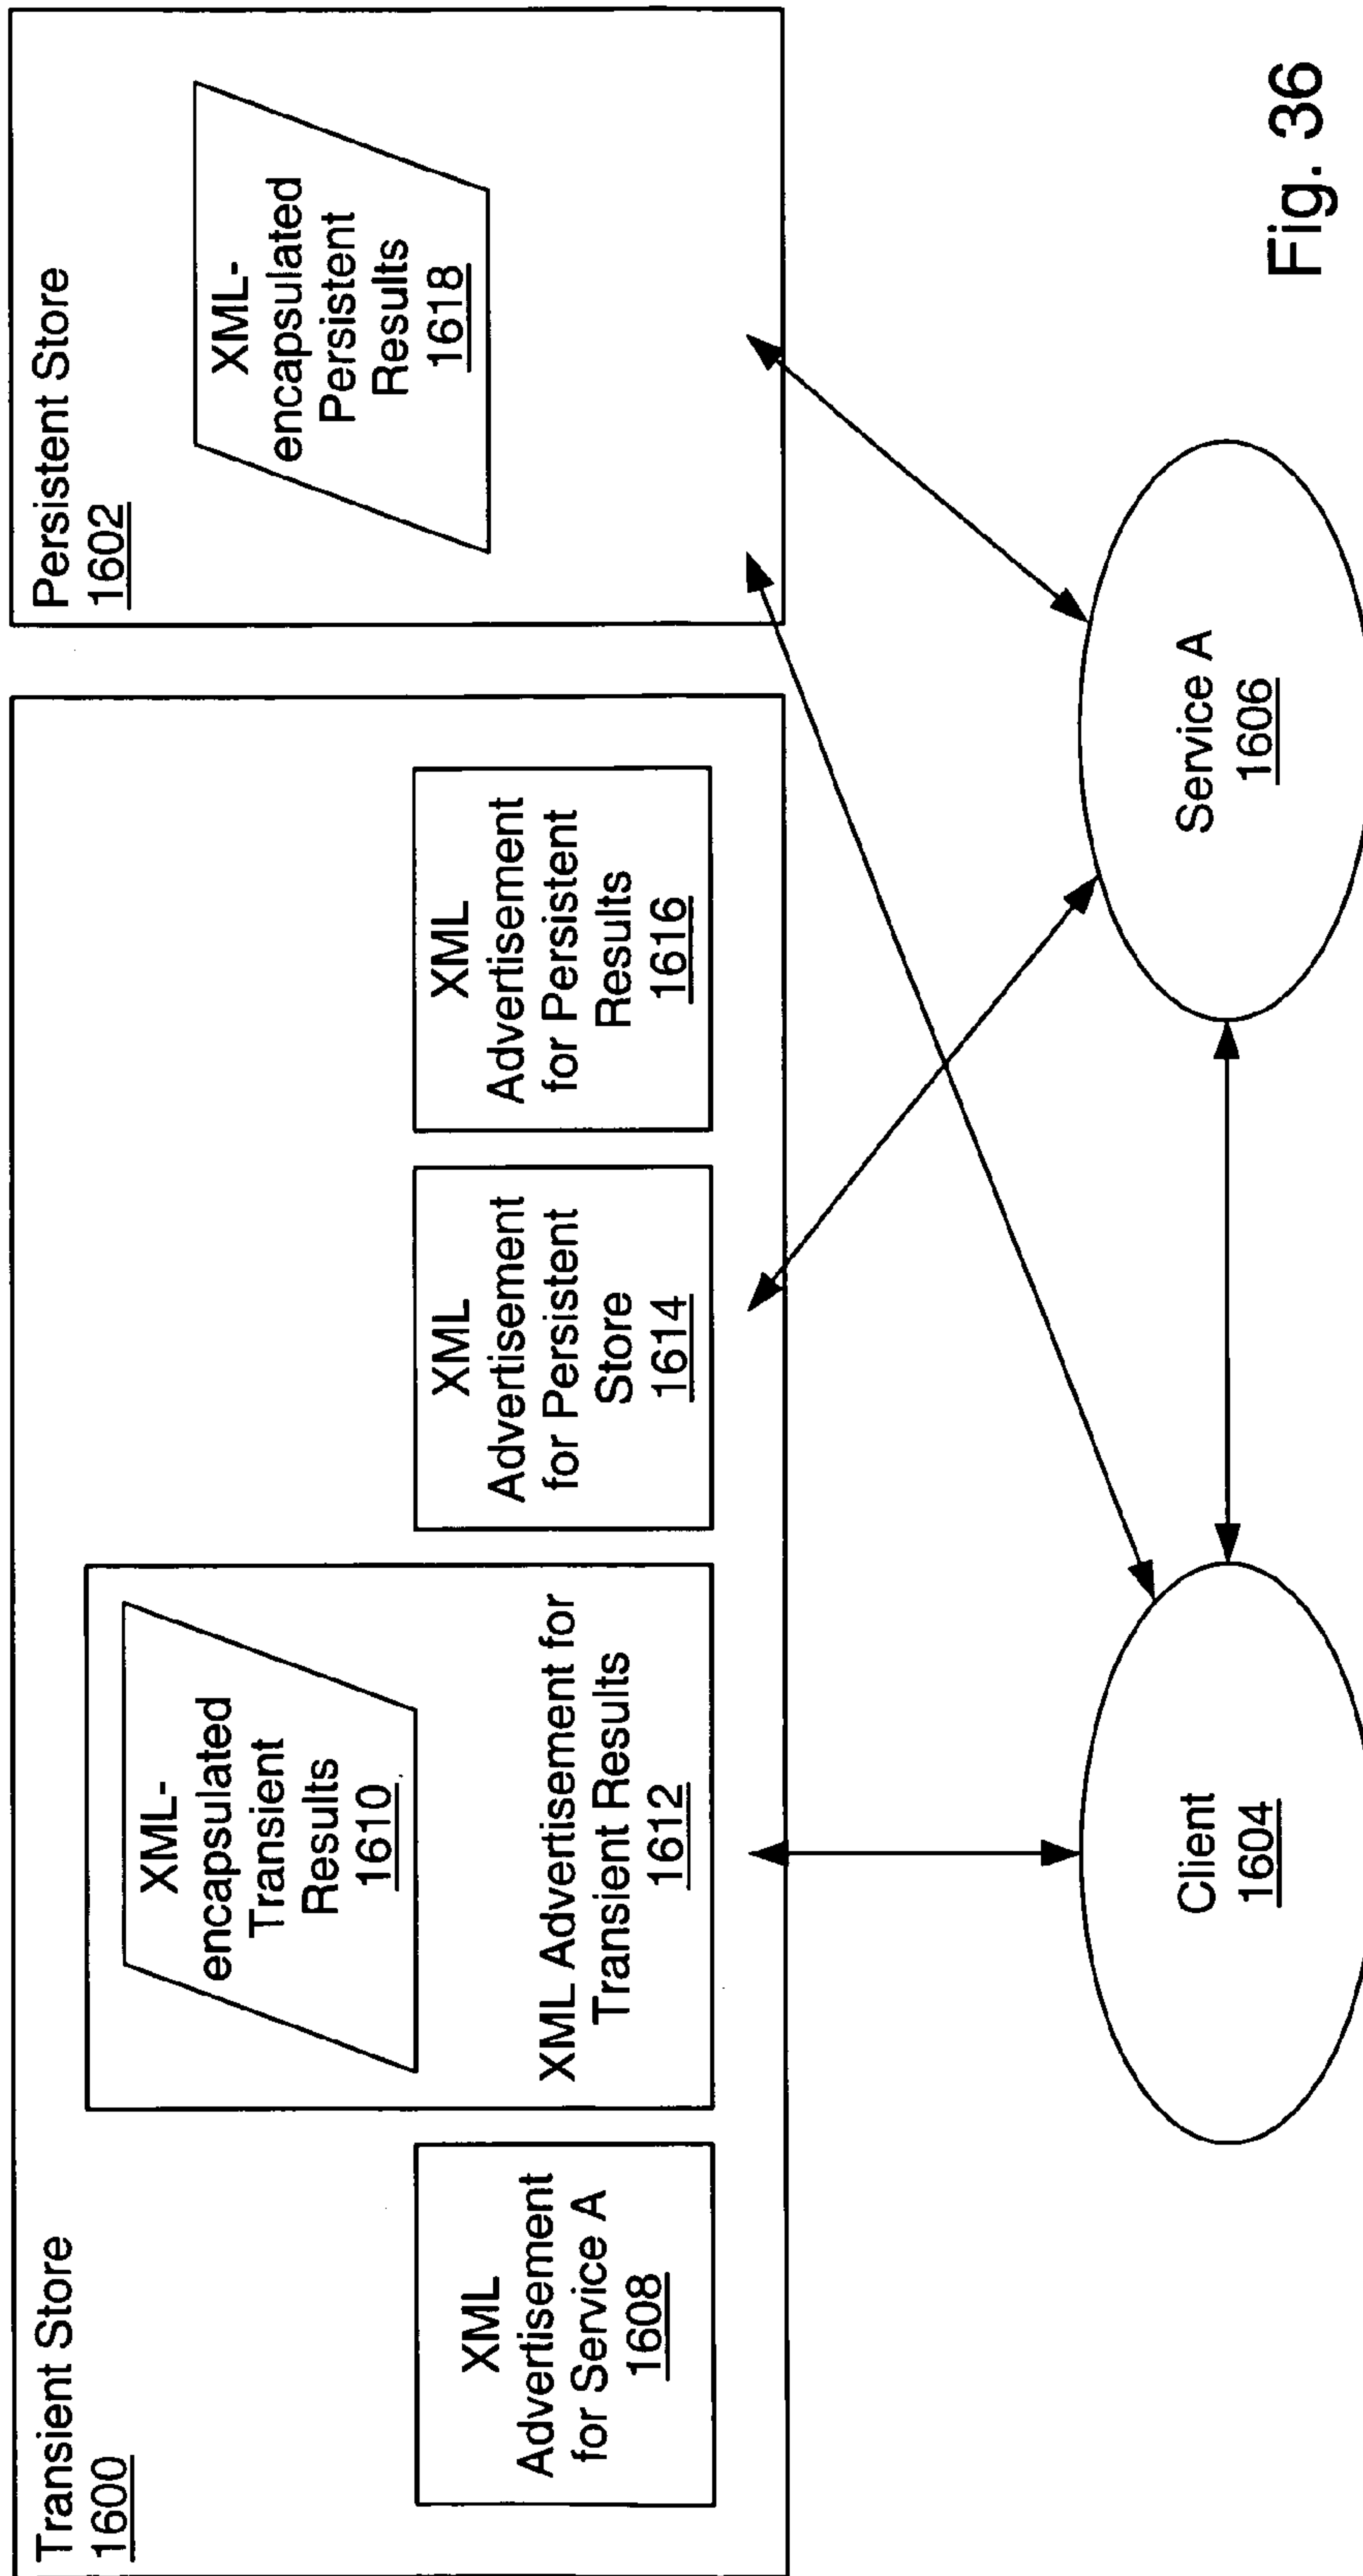 Transient Store
1600
XML
Advertisement
for Service A
1608
XML-
encapsulated
Transient
Results
1610
XML Advertisement for
Transient Results
1612
XML
Advertisement
for Persistent
Store
1614
XML
Advertisement
for Persistent
Results
1616
Persistent Store
1602
XML-
encapsulated
Persistent
Results
1618
Client
1604
Service A
1606
Fig. 36